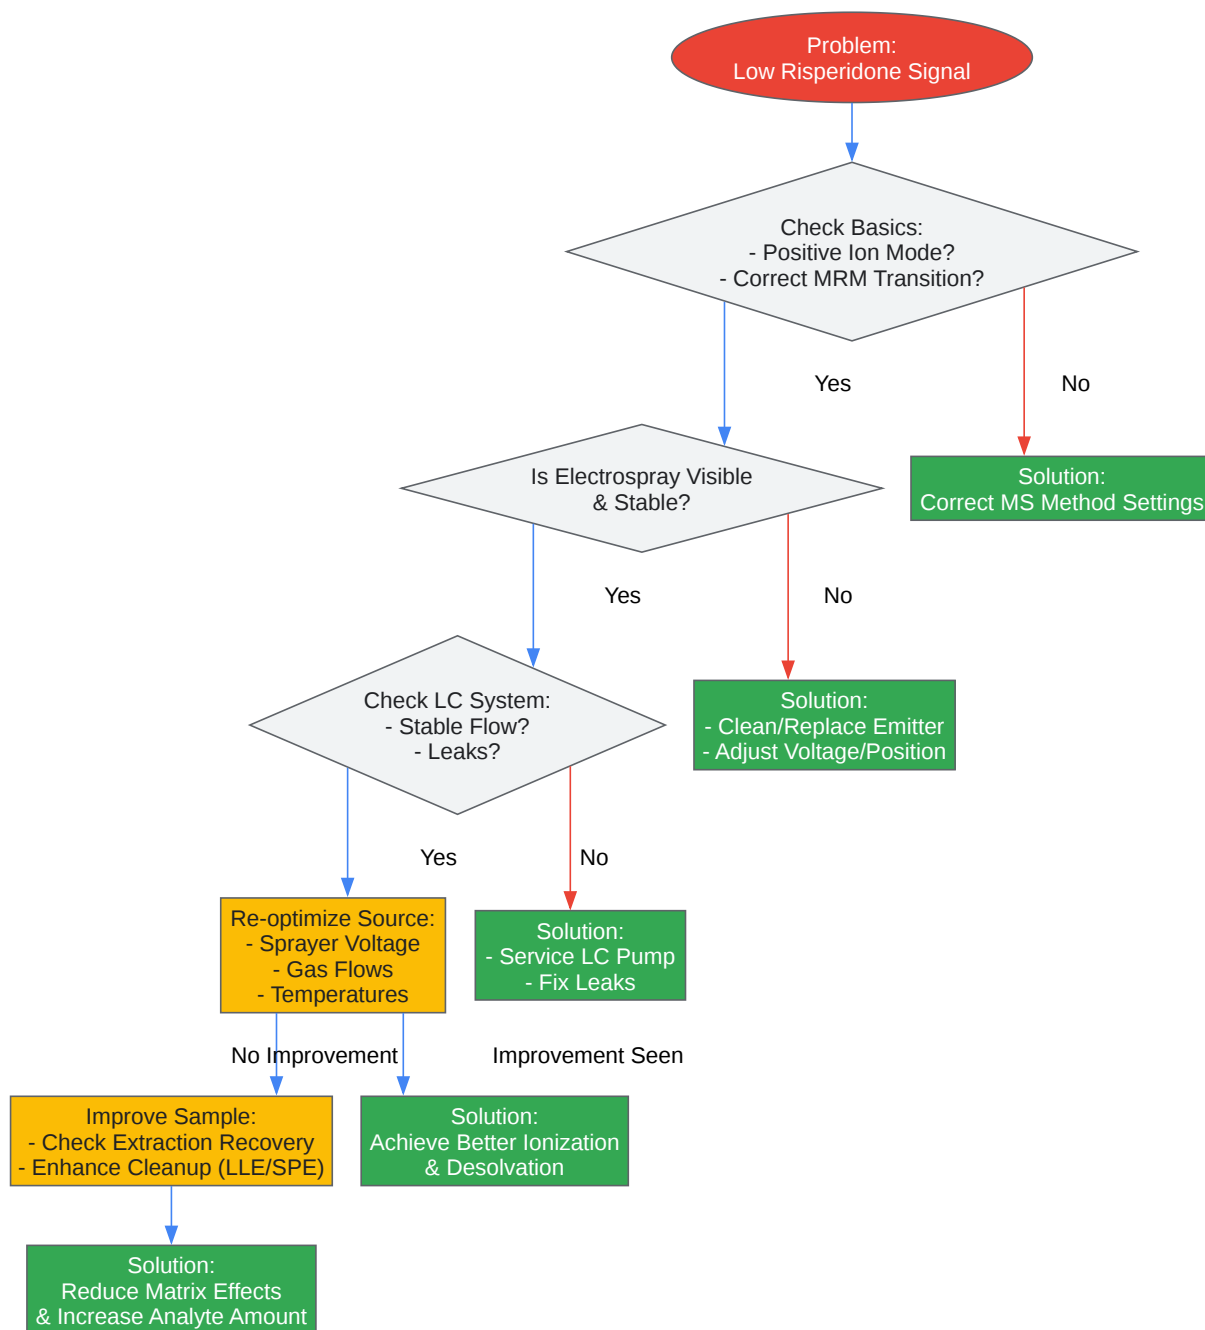 Problem:
Low Risperidone Signal
Check Basics:
- Positive Ion Mode?
- Correct MRM Transition?
Yes
No
Is Electrospray Visible
& Stable?
Solution:
Correct MS Method Settings
Yes
No
Check LC System:
- Stable Flow?
- Leaks?
Solution:
- Clean/Replace Emitter
- Adjust Voltage/Position
Yes
No
Re-optimize Source:
- Sprayer Voltage
- Gas Flows
- Temperatures
Solution:
- Service LC Pump
- Fix Leaks
No Improvement
Improvement Seen
Improve Sample:
- Check Extraction Recovery
- Enhance Cleanup (LLE/SPE)
Solution:
Achieve Better Ionization
& Desolvation
Solution:
Reduce Matrix Effects
& Increase Analyte Amount